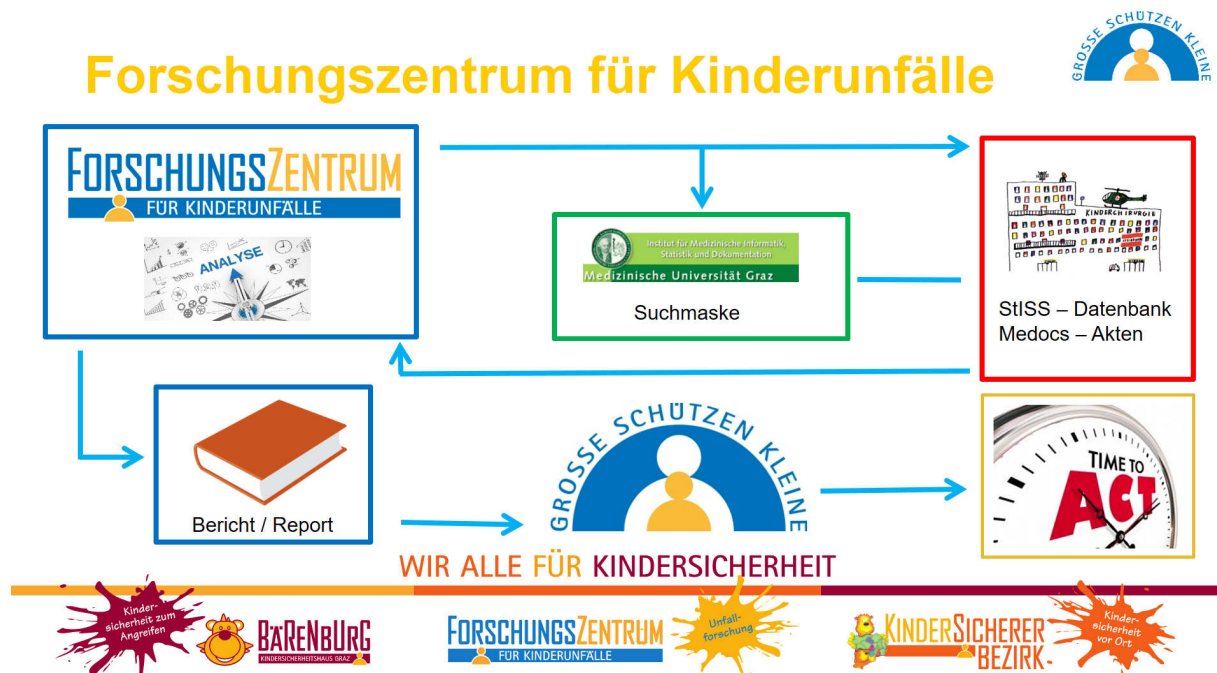 Forschungszentrum für Kinderunfälle
GROSSE SCHÜTZEN KLEINE
FORSCHUNGSZENTRUM
FÜR KINDERUNFÄLLE
ANALYSE
Institut für Medizinische Informatik,
Statistik und Dokumentation
Medizinische Universität Graz
Suchmaske
KINDERCHIRURGIE
StISS – Datenbank
Medocs – Akten
Bericht / Report
GROSSE SCHÜTZEN KLEINE
TIME TO
ACT
WIR ALLE FÜR KINDERSICHERHEIT
Kinder-
sicherheit zum
Angreifen
BÄRENBURG
KINDERSICHERHEITSHAUS GRAZ
FORSCHUNGSZENTRUM
FÜR KINDERUNFÄLLE
Unfall-
forschung
KINDERSICHERER
BEZIRK
Kinder-
sicherheit
vor Ort